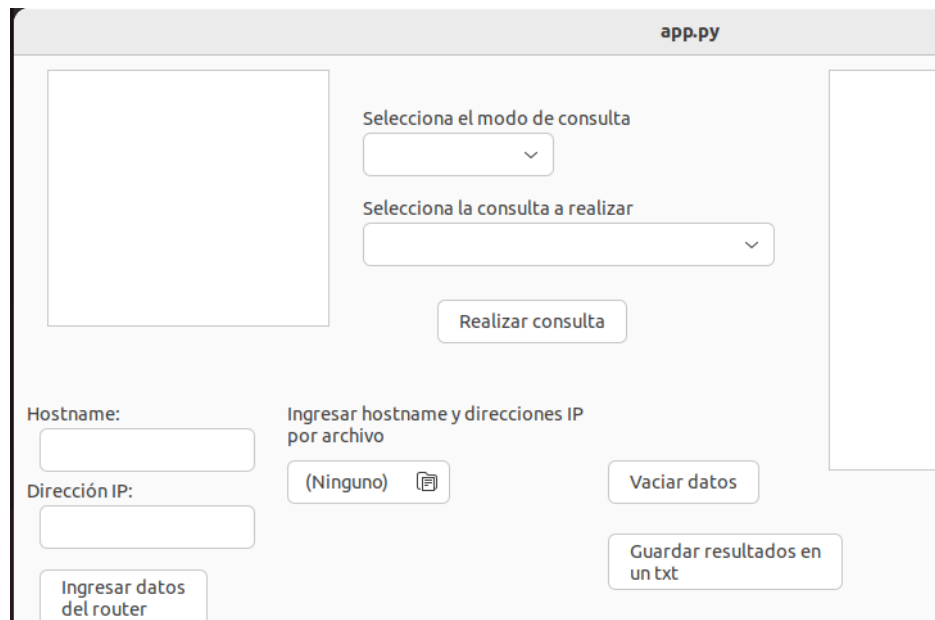 app.py
Selecciona el modo de consulta
Selecciona la consulta a realizar
Realizar consulta
Hostname:
Ingresar hostname y direcciones IP
por archivo
(Ninguno)
Vaciar datos
Dirección IP:
Guardar resultados en
un txt
Ingresar datos
del router